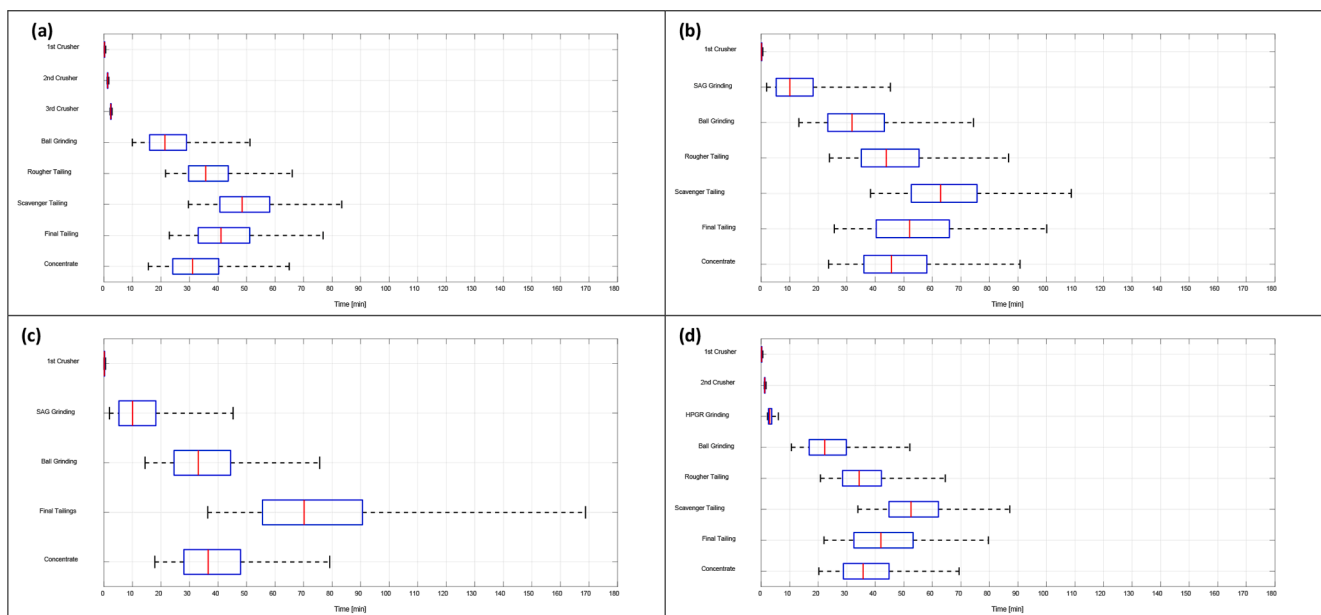 (a)
1st Crusher
2nd Crusher
3rd Crusher
Ball Grinding
Rougher Tailing
Scavenger Tailing
Final Tailing
Concentrate
0 10 20 30 40 50 60 70 80 90 100 110 120 130 140 150 160 170 180
Time [min]
(b)
1st Crusher
SAG Grinding
Ball Grinding
Rougher Tailing
Scavenger Tailing
Final Tailing
Concentrate
0 10 20 30 40 50 60 70 80 90 100 110 120 130 140 150 160 170 180
Time [min]
(c)
1st Crusher
SAG Grinding
Ball Grinding
Final Tailings
Concentrate
0 10 20 30 40 50 60 70 80 90 100 110 120 130 140 150 160 170 180
Time [min]
(d)
1st Crusher
2nd Crusher
HPGR Grinding
Ball Grinding
Rougher Tailing
Scavenger Tailing
Final Tailing
Concentrate
0 10 20 30 40 50 60 70 80 90 100 110 120 130 140 150 160 170 180
Time [min]